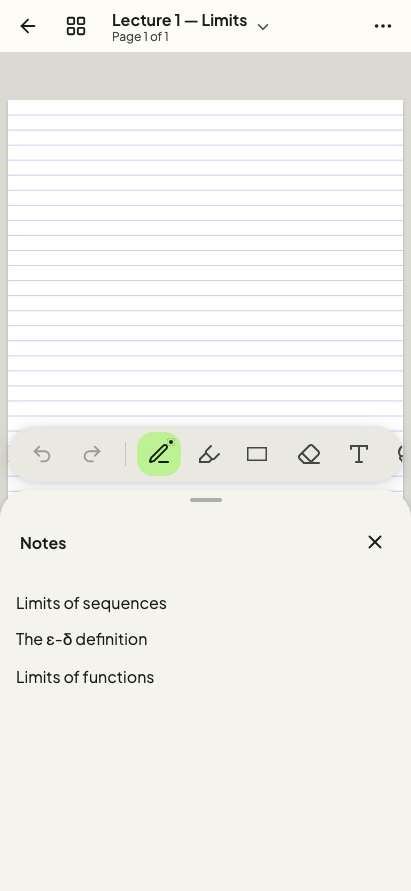 Lecture 1 — Limits
Page 1 of 1
T
Notes
Limits of sequences
The ε-δ definition
Limits of functions